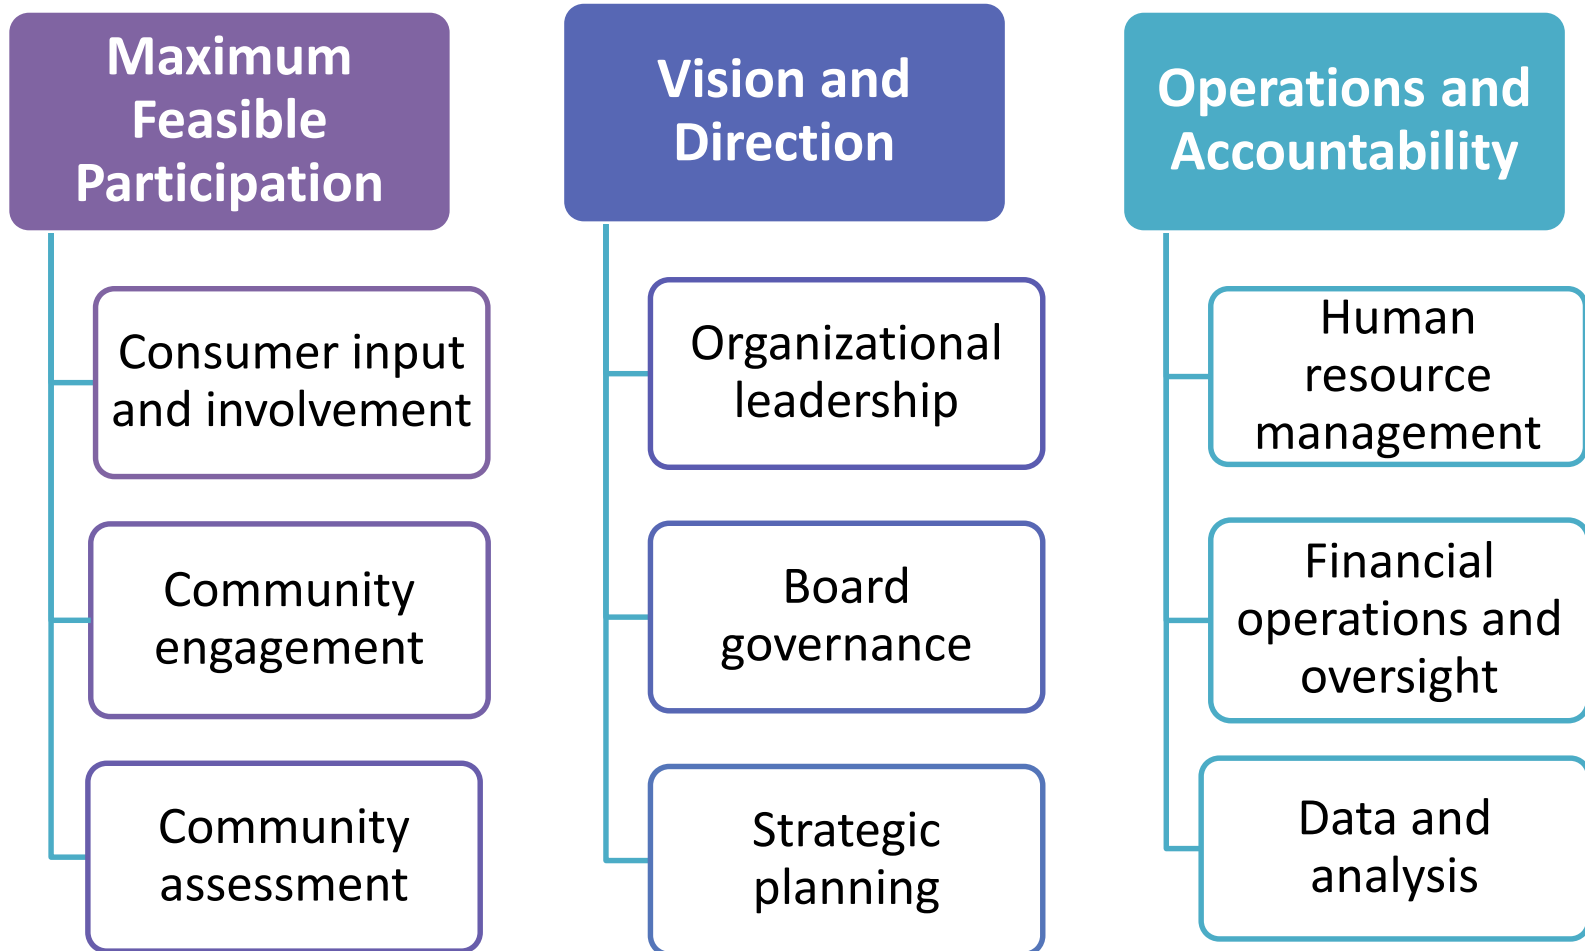 Maximum
Feasible
Participation
Consumer input
and involvement
Community
engagement
Community
assessment
Vision and
Direction
Organizational
leadership
Board
governance
Strategic
planning
Operations and
Accountability
Human
resource
management
Financial
operations and
oversight
Data and
analysis